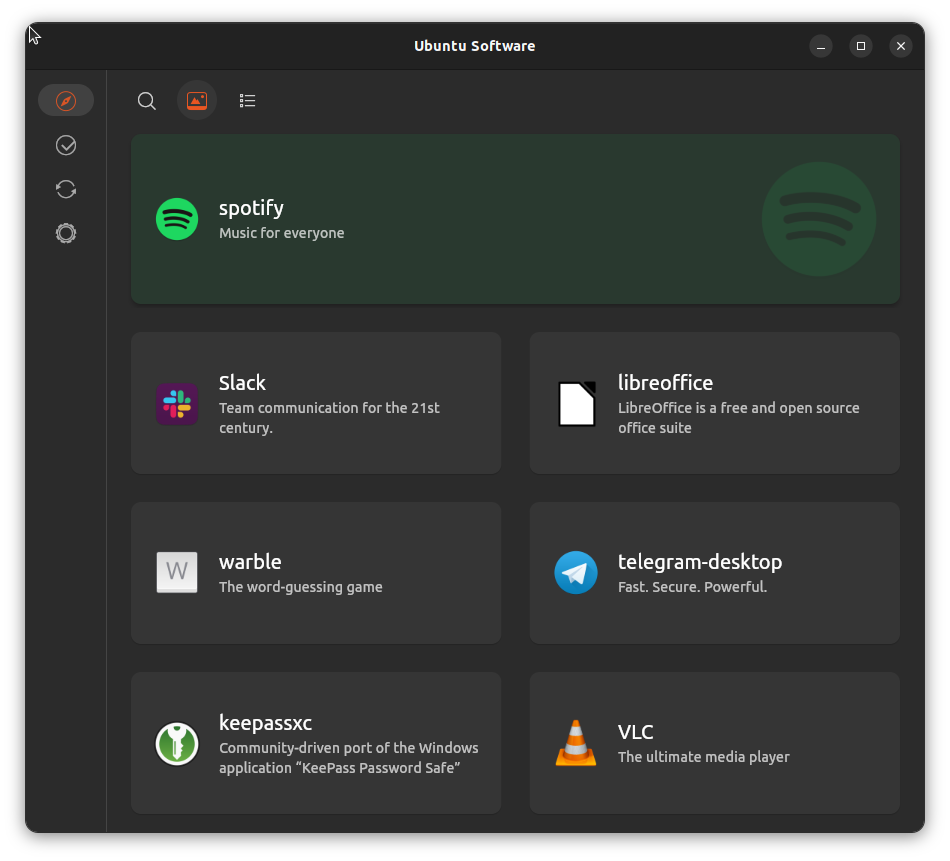 Ubuntu Software
spotify
Music for everyone
Slack
Team communication for the 21st
century.
libreoffice
LibreOffice is a free and open source
office suite
W
warble
The word-guessing game
telegram-desktop
Fast. Secure. Powerful.
keepassxc
Community-driven port of the Windows
application “KeePass Password Safe”
VLC
The ultimate media player